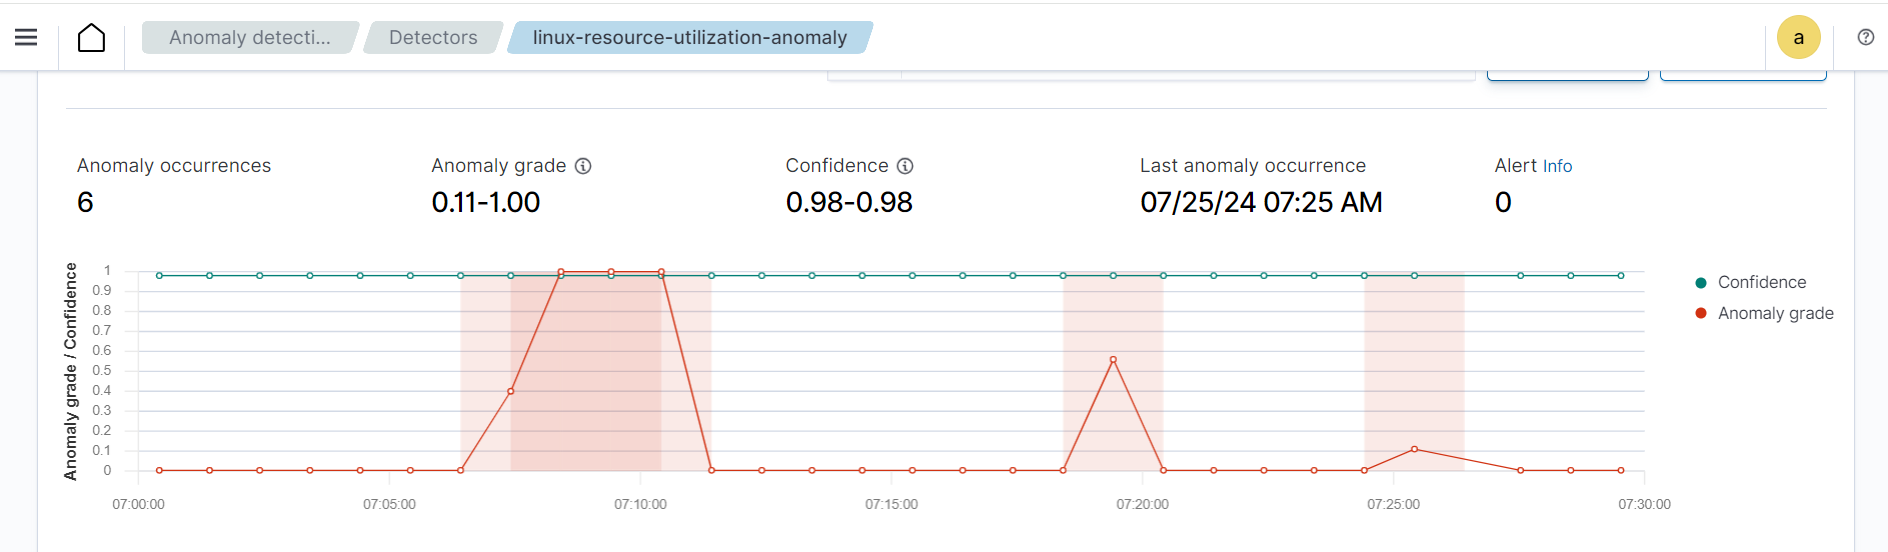 Anomaly detecti... Detectors linux-resource-utilization-anomaly a
Anomaly occurrences
6
Anomaly grade
0.11-1.00
Confidence
0.98-0.98
Last anomaly occurrence
07/25/24 07:25 AM
Alert Info
0
Anomaly grade / Confidence
1
0.9
0.8
0.7
0.6
0.5
0.4
0.3
0.2
0.1
0
07:00:00 07:05:00 07:10:00 07:15:00 07:20:00 07:25:00 07:30:00
Confidence
Anomaly grade